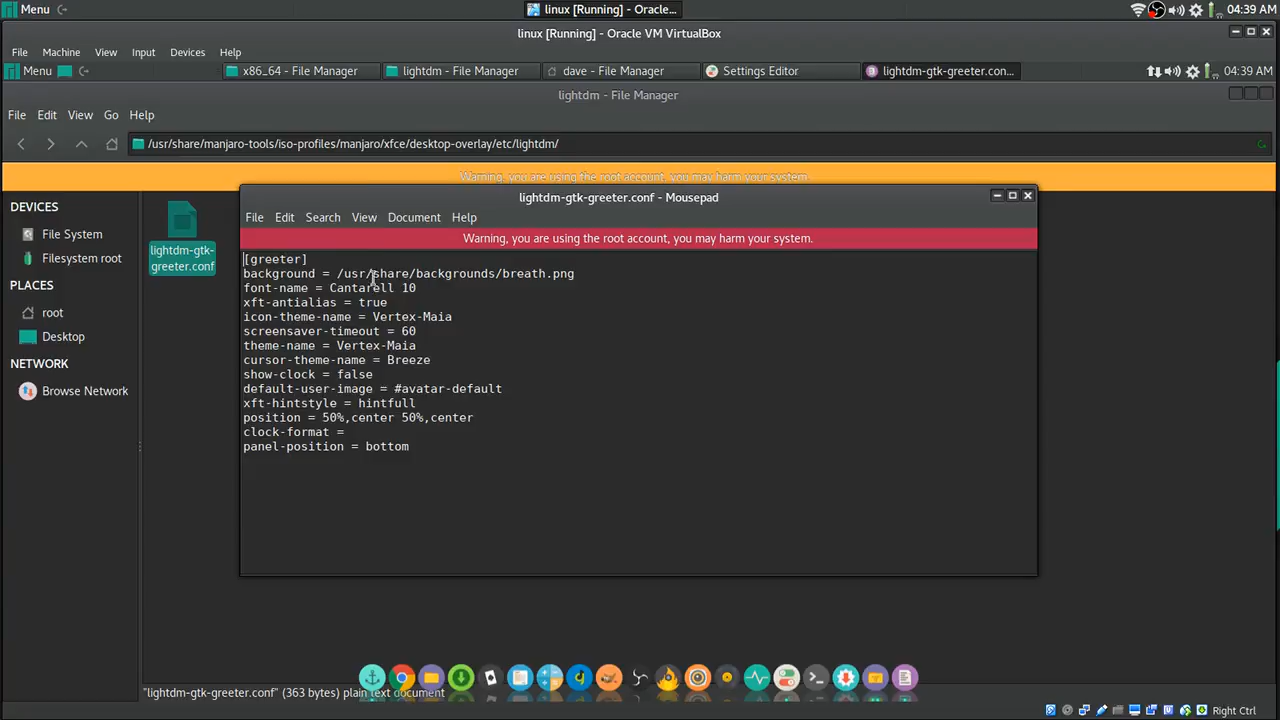 Menu
linux [Running] - Oracle...
04:39 AM
linux [Running] - Oracle VM VirtualBox
File Machine View Input Devices Help
Menu
x86_64 - File Manager
lightdm - File Manager
dave - File Manager
Settings Editor
lightdm-gtk-greeter.con...
04:39 AM
lightdm - File Manager
File Edit View Go Help
/usr/share/manjaro-tools/iso-profiles/manjaro/xfce/desktop-overlay/etc/lightdm/
Warning, you are using the root account, you may harm your system.
DEVICES
File System
Filesystem root
PLACES
root
Desktop
NETWORK
Browse Network
lightdm-gtk-
greeter.conf
lightdm-gtk-greeter.conf - Mousepad
File Edit Search View Document Help
Warning, you are using the root account, you may harm your system.
[greeter]
background = /usr/share/backgrounds/breath.png
font-name = Cantarell 10
xft-antialias = true
icon-theme-name = Vertex-Maia
screensaver-timeout = 60
theme-name = Vertex-Maia
cursor-theme-name = Breeze
show-clock = false
default-user-image = #avatar-default
xft-hintstyle = hintfull
position = 50%,center 50%,center
clock-format =
panel-position = bottom
"lightdm-gtk-greeter.conf" (363 bytes) plain text document
Right Ctrl